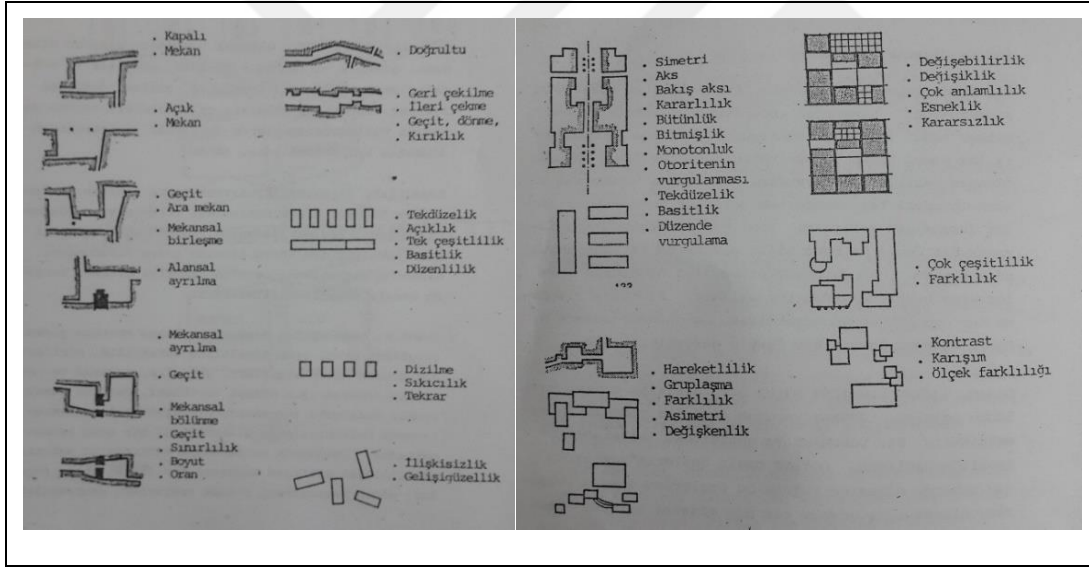 . Kapalı
. Mekan
. Açık
. Mekan
. Geçit
. Ara mekan
. Mekansal
birleşme
. Alansal
ayrılma
. Mekansal
ayrılma
. Geçit
. Mekansal
bölünme
. Geçit
. Sınırlılık
. Boyut
. Oran
. Doğrultu
. Geri çekilme
. İleri çekme
. Geçit, dönme,
. Kırıklık
. Tekdüzelik
. Açıklık
. Tek çeşitlilik
. Basitlik
. Düzenlilik
. Dizilme
. Sıkıcılık
. Tekrar
. İlişkisizlik
. Gelişigüzellik
. Simetri
. Aks
. Bakış aksı
. Kararlılık
. Bütünlük
. Bitmişlik
. Monotonluk
. Otoritenin
vurgulanması
. Tekdüzelik
. Basitlik
. Düzende
vurgulama
. Hareketlilik
. Gruplaşma
. Farklılık
. Asimetri
. Değişkenlik
. Değişebilirlik
. Değişiklik
. Çok anlamlılık
. Esneklik
. Kararsızlık
. Çok çeşitlilik
. Farklılık
. Kontrast
. Karışım
. Ölçek farklılığı